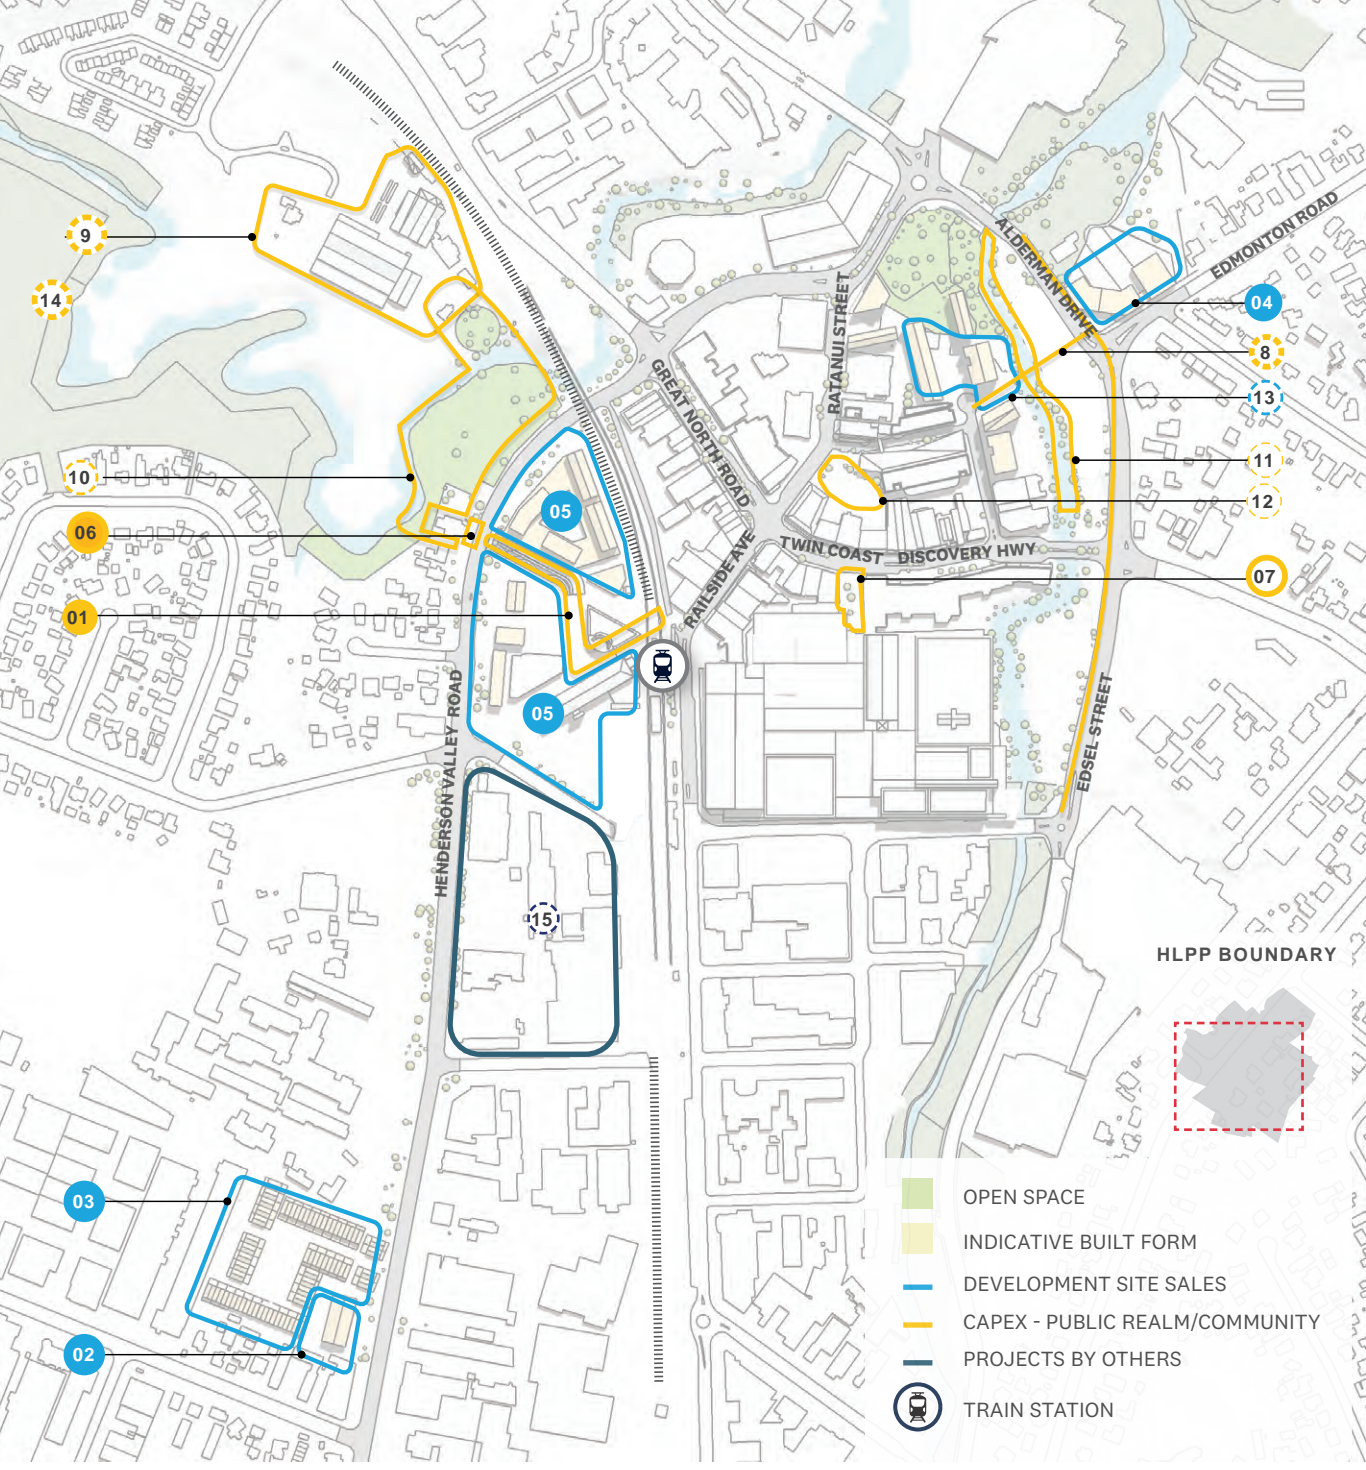 9
14
10
06
01
03
02
05
05
15
GREAT NORTH ROAD
RATANUI STREET
ALDERMAN DRIVE
EDMONTON ROAD
TWIN COAST DISCOVERY HWY
RAILSIDE AVE
HENDERSON VALLEY ROAD
EDSEL STREET
04
8
13
11
12
07
HLPP BOUNDARY
OPEN SPACE
INDICATIVE BUILT FORM
DEVELOPMENT SITE SALES
CAPEX - PUBLIC REALM/COMMUNITY
PROJECTS BY OTHERS
TRAIN STATION